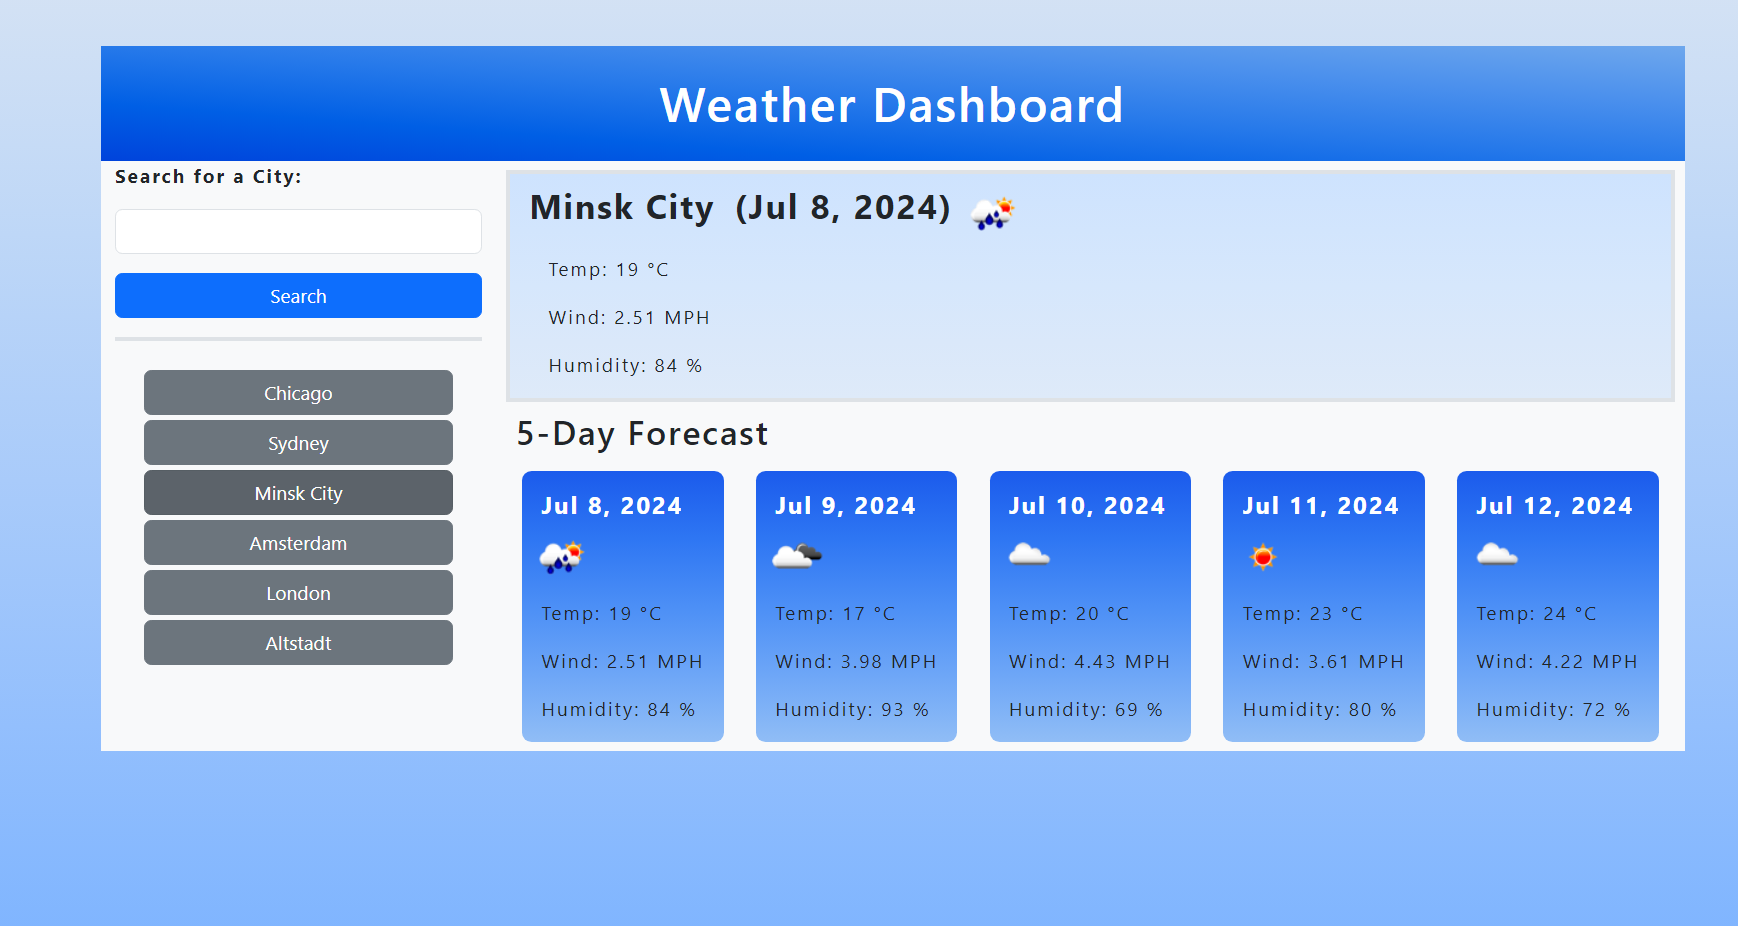 Weather Dashboard
Search for a City:
Search
Chicago
Sydney
Minsk City
Amsterdam
London
Altstadt
Minsk City (Jul 8, 2024)
Temp: 19 °C
Wind: 2.51 MPH
Humidity: 84 %
5-Day Forecast
Jul 8, 2024
Temp: 19 °C
Wind: 2.51 MPH
Humidity: 84 %
Jul 9, 2024
Temp: 17 °C
Wind: 3.98 MPH
Humidity: 93 %
Jul 10, 2024
Temp: 20 °C
Wind: 4.43 MPH
Humidity: 69 %
Jul 11, 2024
Temp: 23 °C
Wind: 3.61 MPH
Humidity: 80 %
Jul 12, 2024
Temp: 24 °C
Wind: 4.22 MPH
Humidity: 72 %